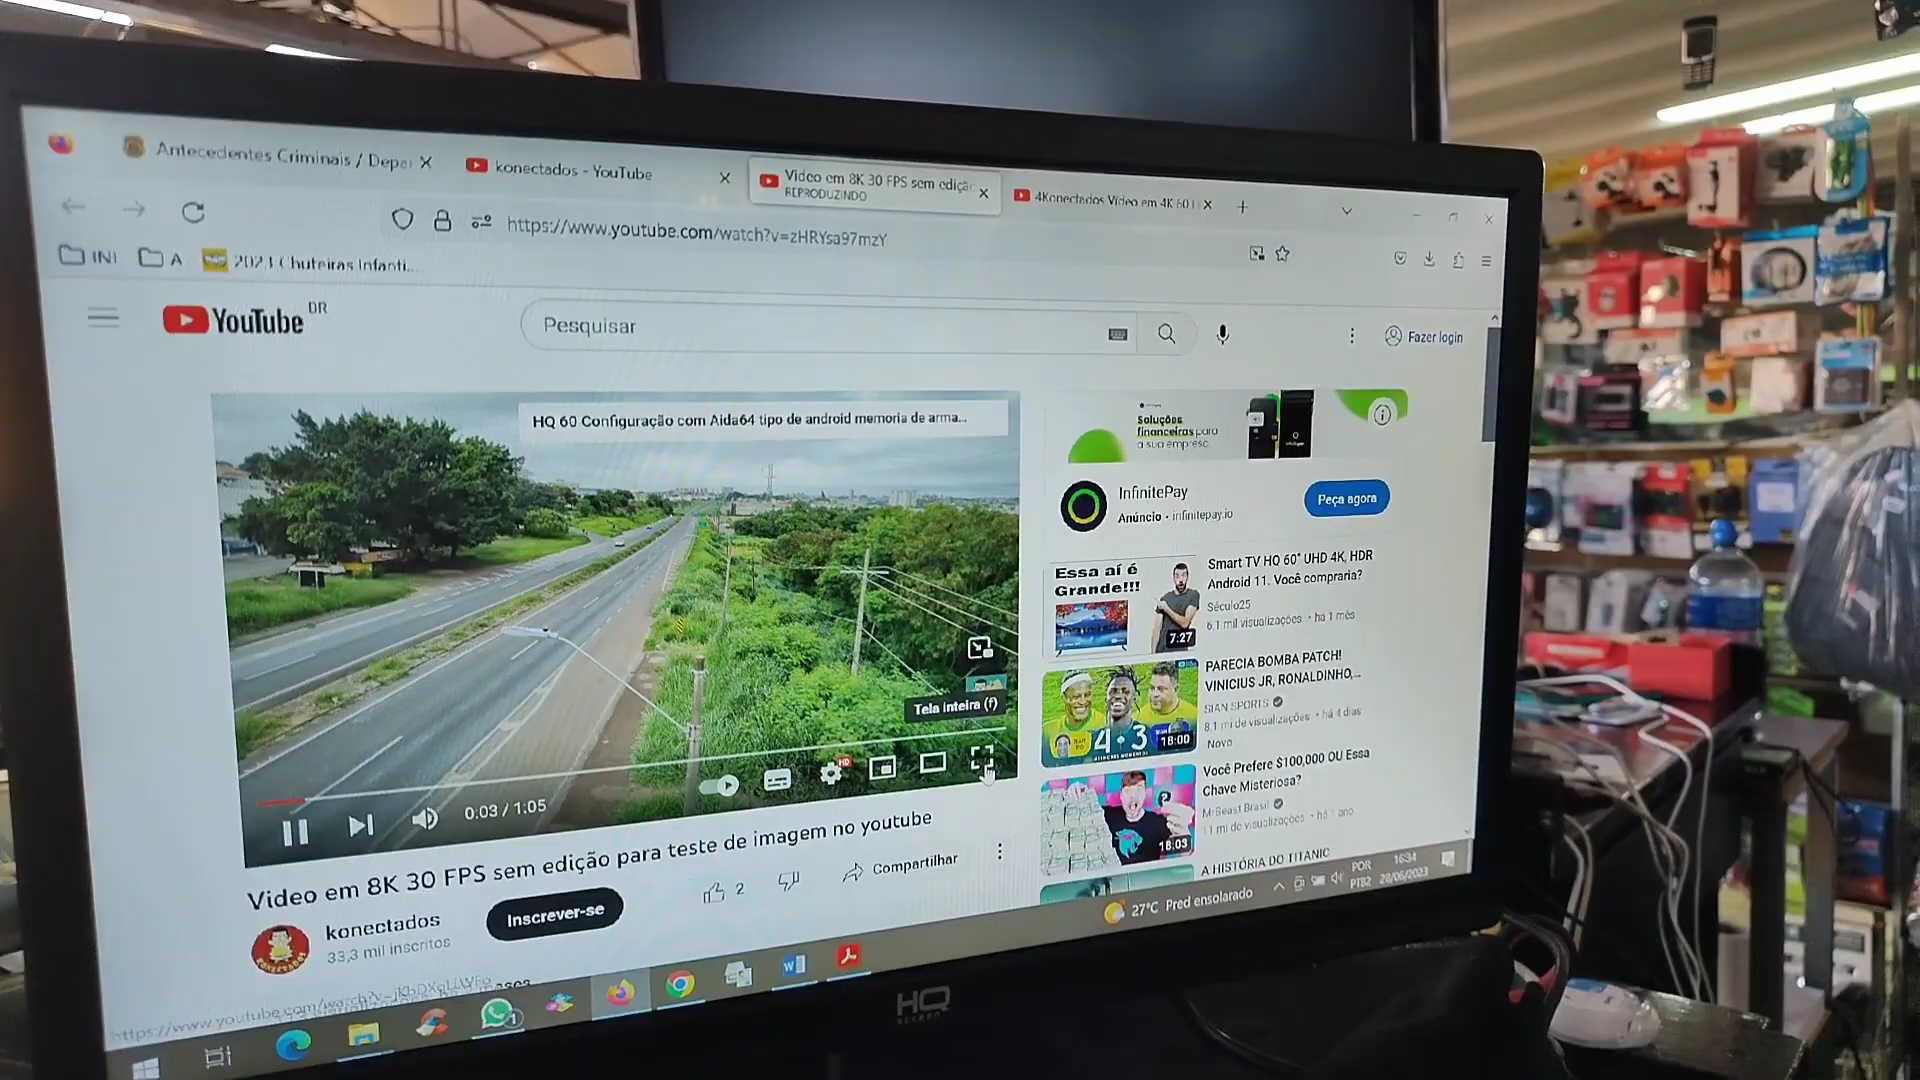 Antecedentes Criminais / Depa
konectados - YouTube
Video em 8K 30 FPS sem ediçã
REPRODUZINDO
4Konectados Vídeo em 4K 60
https://www.youtube.com/watch?v=zHRYsa97mzY
INI
A
2023 Chuteiras Infanti...
YouTube BR
Pesquisar
Fazer login
HQ 60 Configuração com Aida64 tipo de android memoria de arma...
Tela inteira (f)
HD
0:03 / 1:05
Video em 8K 30 FPS sem edição para teste de imagem no youtube
konectados
33,3 mil inscritos
Inscrever-se
2
Compartilhar
Soluções
financeiras para
a sua empresa.
InfinitePay
Anúncio • infinitepay.io
Peça agora
Essa aí é
Grande!!!
7:27
Smart TV HQ 60" UHD 4K, HDR
Android 11. Você compraria?
Século25
6,1 mil visualizações • há 1 mês
4 3
18:00
PARECIA BOMBA PATCH!
VINICIUS JR, RONALDINHO,...
SIAN SPORTS
8,1 mi de visualizações • há 4 dias
Novo
18:03
Você Prefere $100,000 OU Essa
Chave Misteriosa?
MrBeast Brasil
11 mi de visualizações • há 1 ano
A HISTÓRIA DO TITANIC
https://www.youtube.com/watch?v=
27°C Pred ensolarado
POR
PTB2
16:34
28/06/2023
HQ
SCREEN